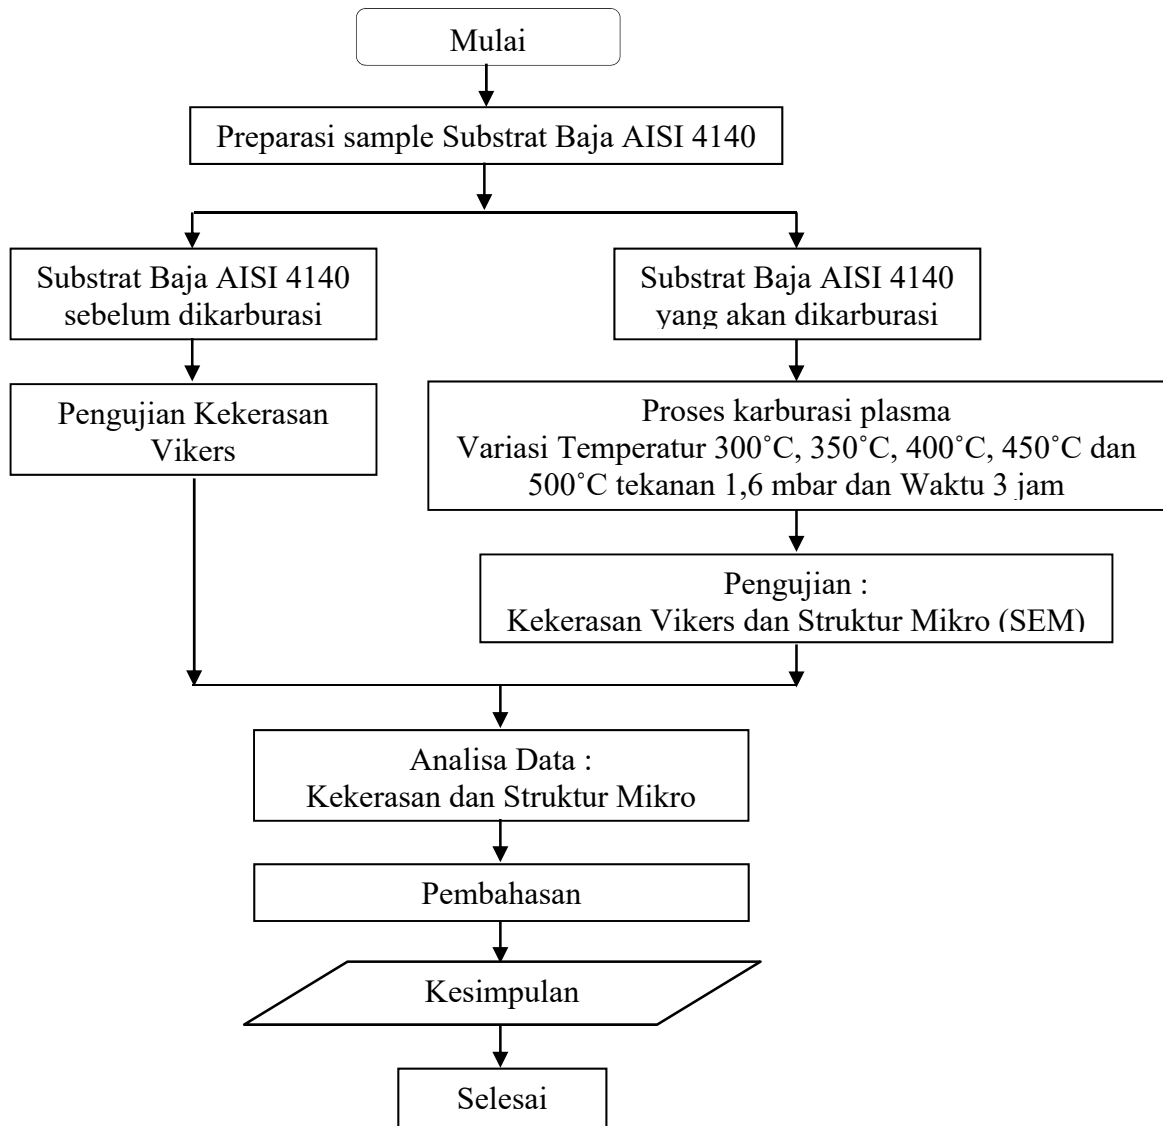 Mulai
Preparasi sample Substrat Baja AISI 4140
Substrat Baja AISI 4140
sebelum dikarburasi
Substrat Baja AISI 4140
yang akan dikarburasi
Pengujian Kekerasan
Vikers
Proses karburasi plasma
Variasi Temperatur 300˚C, 350˚C, 400˚C, 450˚C dan
500˚C tekanan 1,6 mbar dan Waktu 3 jam
Pengujian :
Kekerasan Vikers dan Struktur Mikro (SEM)
Analisa Data :
Kekerasan dan Struktur Mikro
Pembahasan
Kesimpulan
Selesai